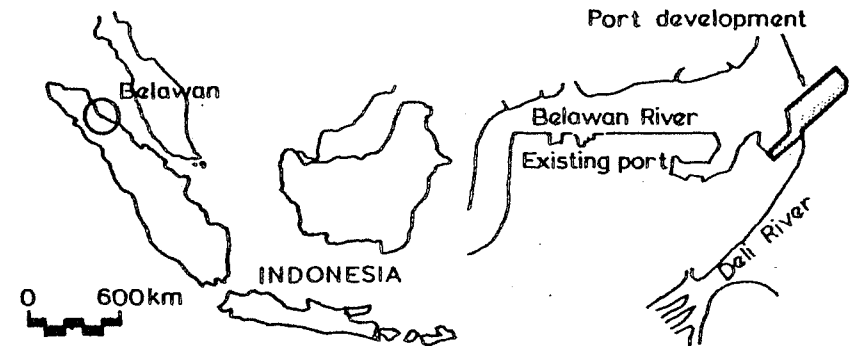 Port development
Belawan
Belawan River
Existing port
Deli River
INDONESIA
0 600km